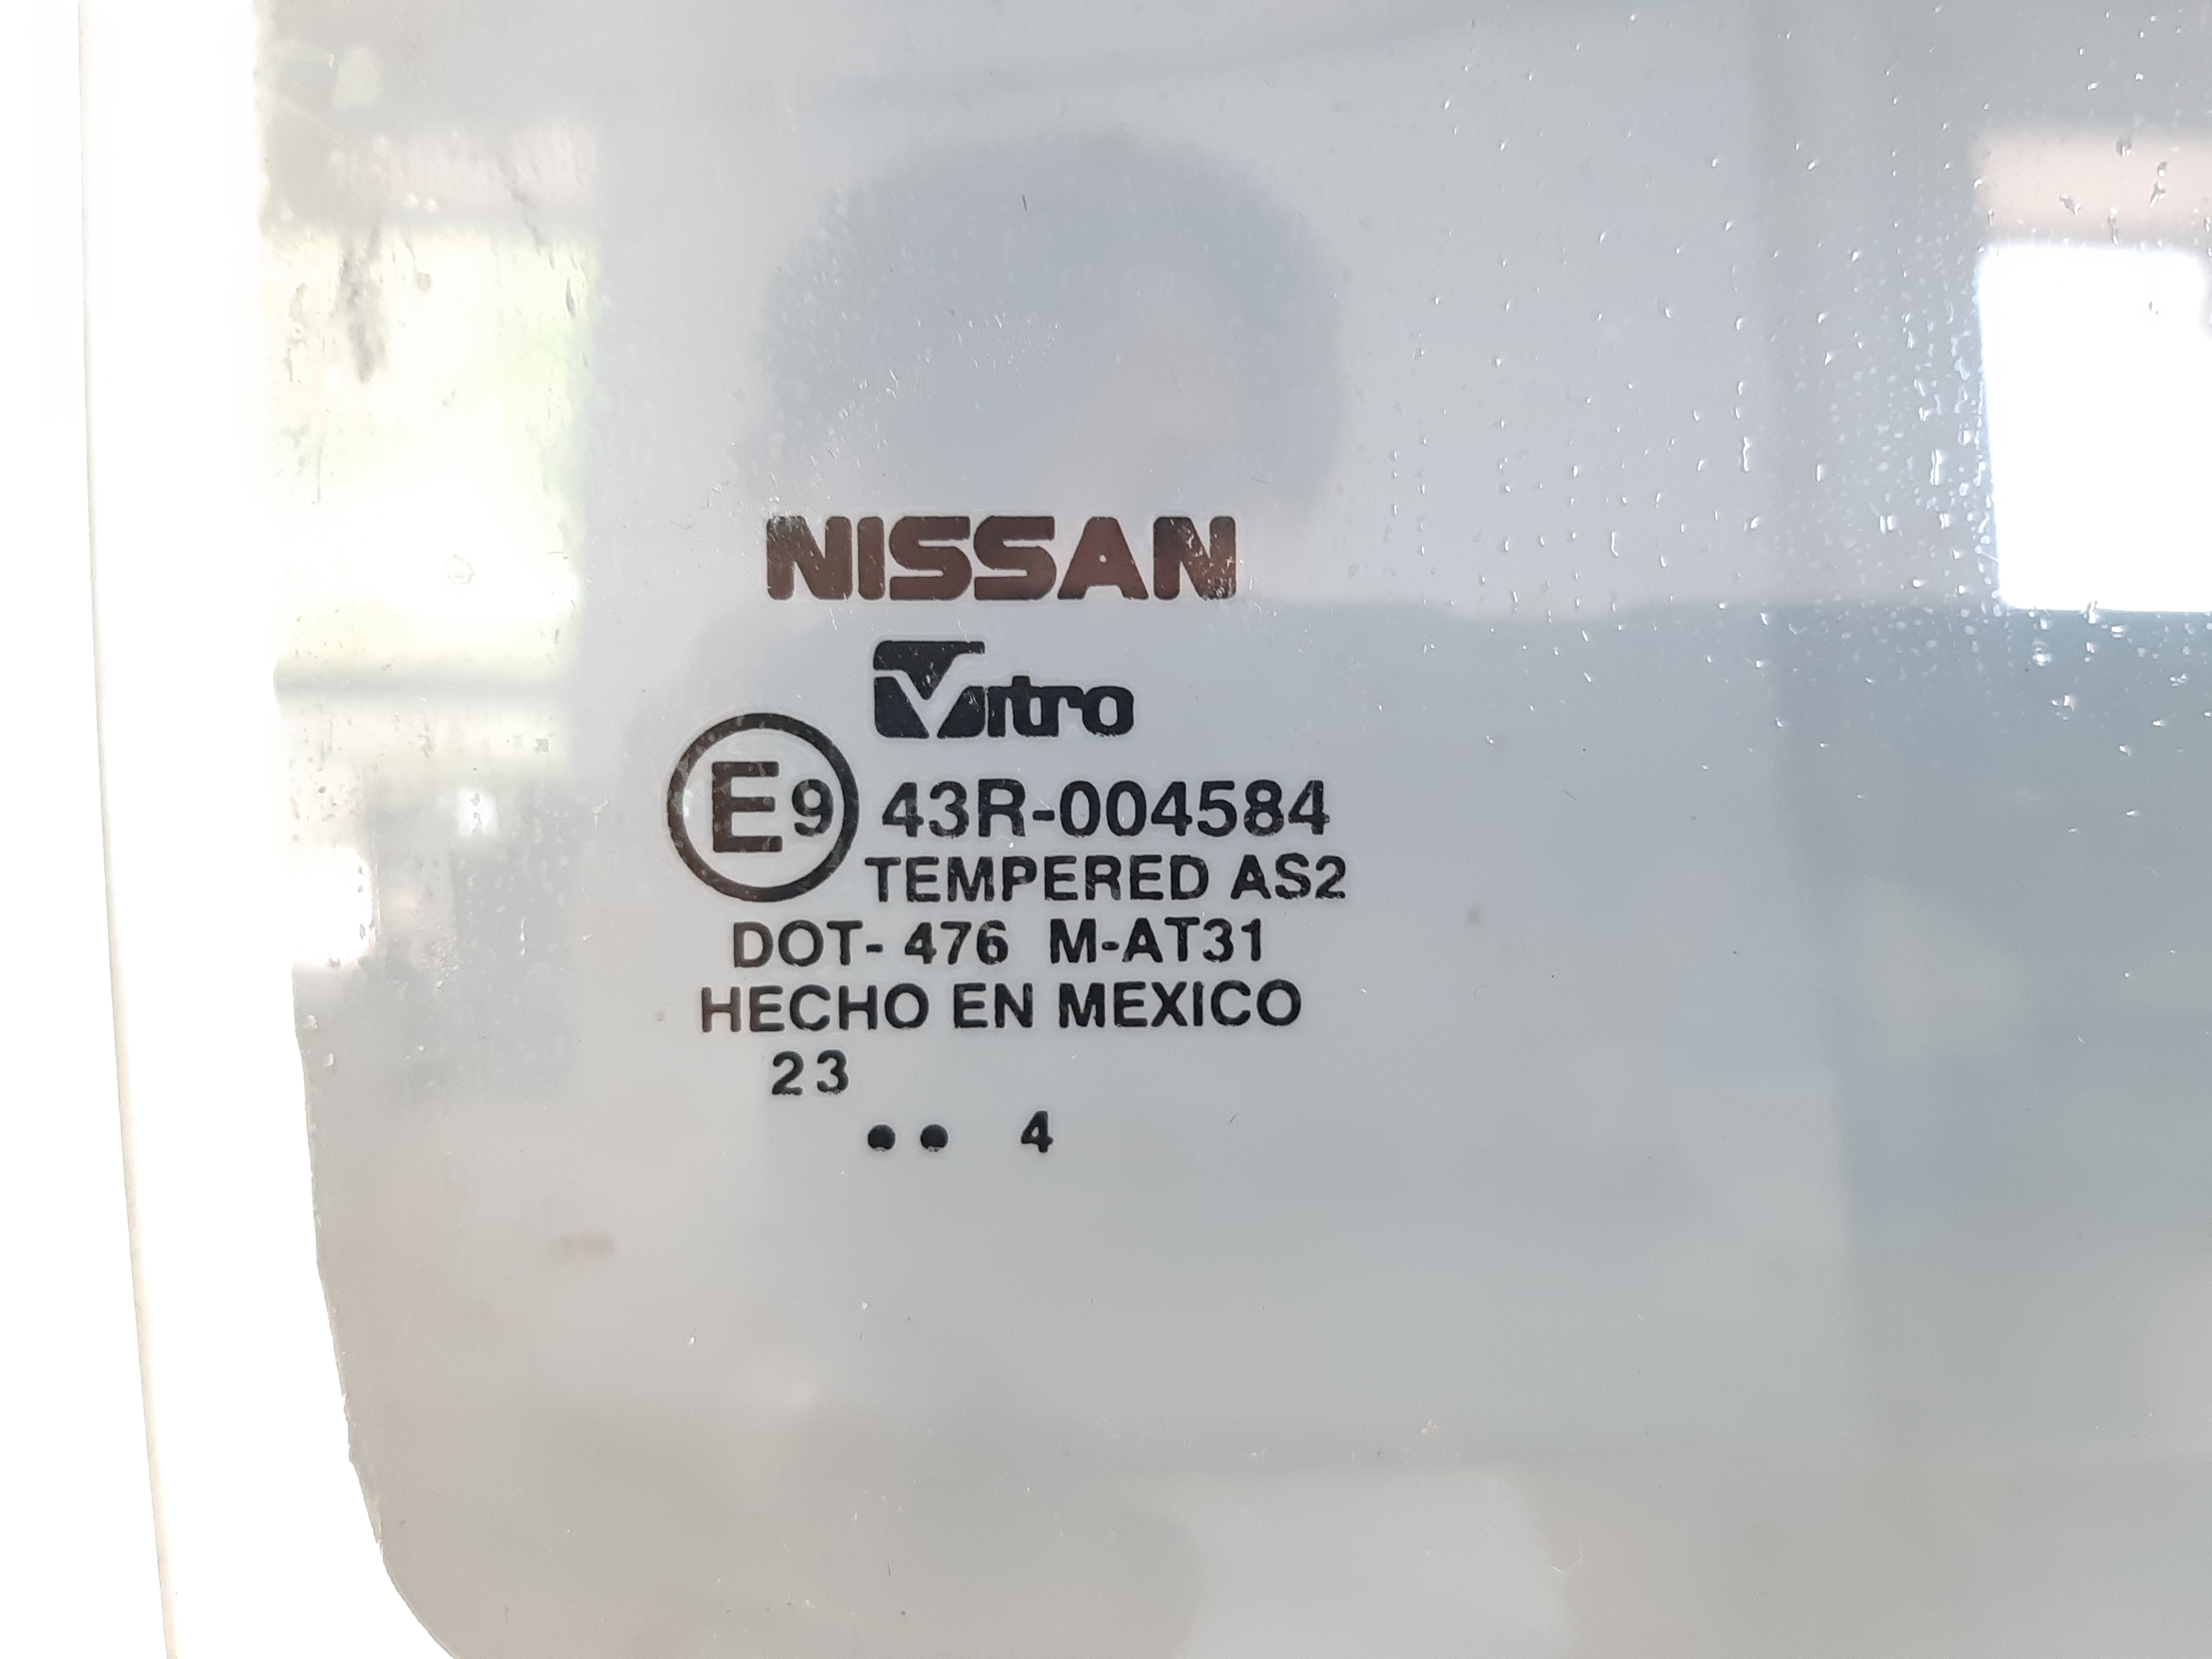 NISSAN
Vitro
E9 43R-004584
TEMPERED AS2
DOT- 476 M-AT31
HECHO EN MEXICO
23
•• 4